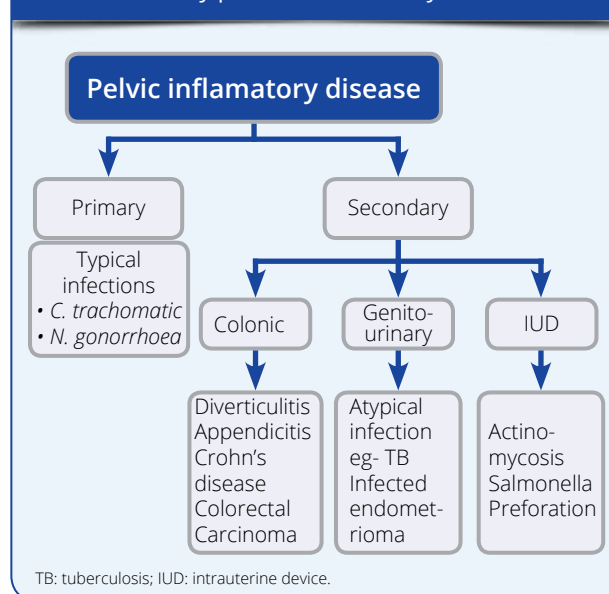 Pelvic inflamatory disease
Primary
Secondary
Typical
infections
• C. trachomatic
• N. gonorrhoea
Colonic
Genito-
urinary
IUD
Diverticulitis
Appendicitis
Crohn's
disease
Colorectal
Carcinoma
Atypical
infection
eg- TB
Infected
endomet-
rioma
Actino-
mycosis
Salmonella
Preforation
TB: tuberculosis; IUD: intrauterine device.